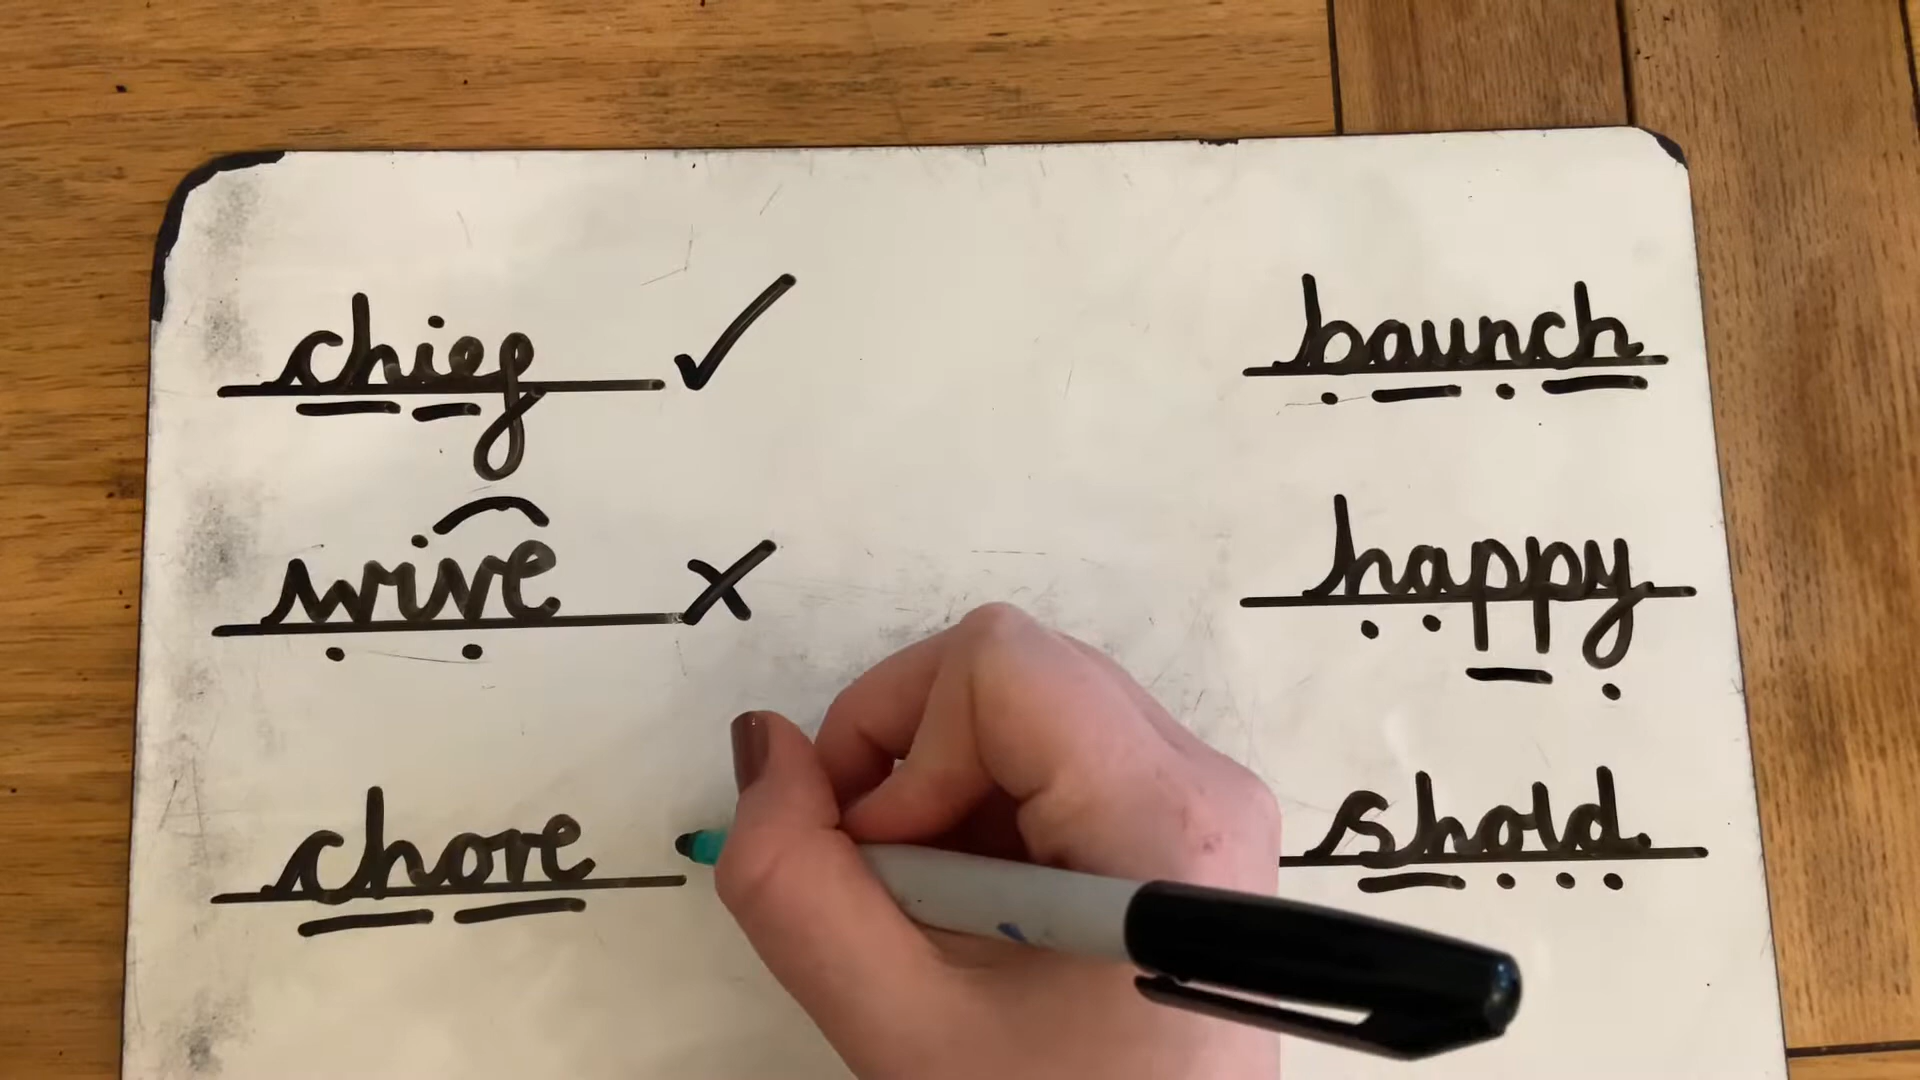 chief ✓
wive ✗
chore
baunch
happy
shold